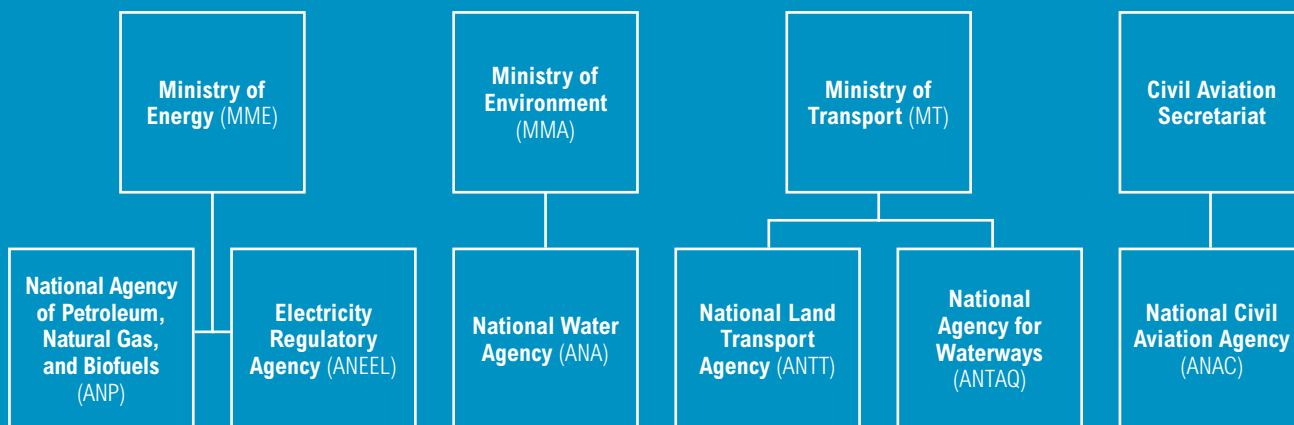 Ministry of
Energy (MME)
Ministry of
Environment
(MMA)
Ministry of
Transport (MT)
Civil Aviation
Secretariat
National Agency
of Petroleum,
Natural Gas,
and Biofuels
(ANP)
Electricity
Regulatory
Agency (ANEEL)
National Water
Agency (ANA)
National Land
Transport
Agency (ANTT)
National
Agency for
Waterways
(ANTAQ)
National Civil
Aviation Agency
(ANAC)